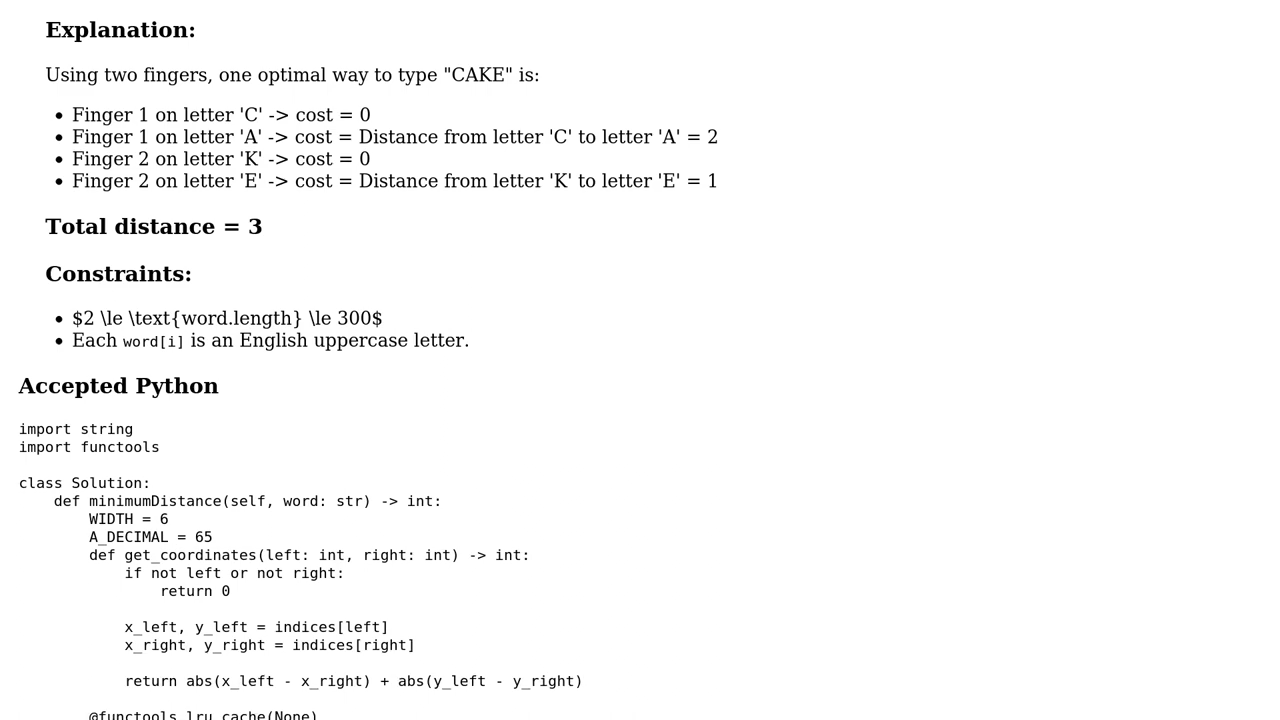 Explanation:
Using two fingers, one optimal way to type "CAKE" is:
• Finger 1 on letter 'C' -> cost = 0
• Finger 1 on letter 'A' -> cost = Distance from letter 'C' to letter 'A' = 2
• Finger 2 on letter 'K' -> cost = 0
• Finger 2 on letter 'E' -> cost = Distance from letter 'K' to letter 'E' = 1
Total distance = 3
Constraints:
• $2 \le \text{word.length} \le 300$
• Each word[i] is an English uppercase letter.
Accepted Python
import string
import functools
class Solution:
    def minimumDistance(self, word: str) -> int:
        WIDTH = 6
        A_DECIMAL = 65
        def get_coordinates(left: int, right: int) -> int:
            if not left or not right:
                return 0
            x_left, y_left = indices[left]
            x_right, y_right = indices[right]
            return abs(x_left - x_right) + abs(y_left - y_right)
        @functools.lru_cache(None)